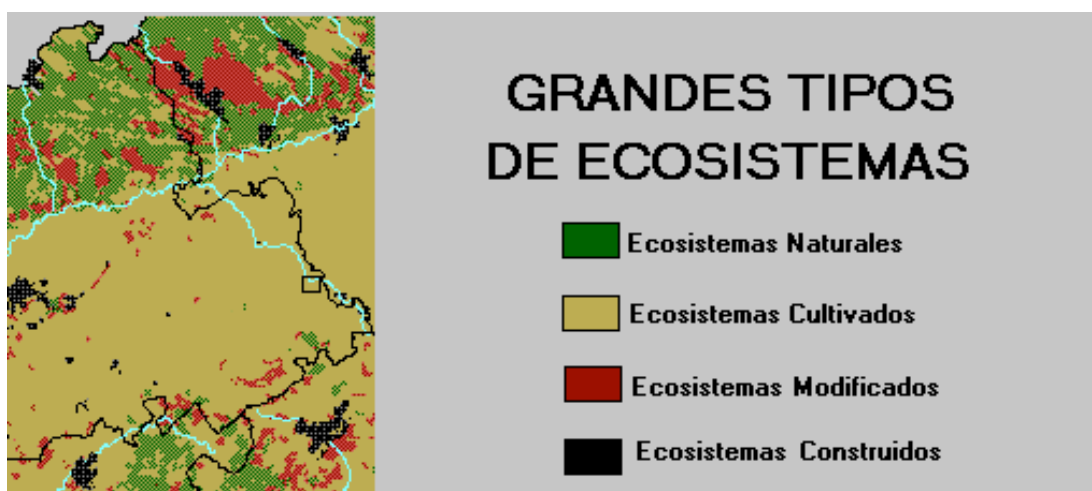 GRANDES TIPOS
DE ECOSISTEMAS
Ecosistemas Naturales
Ecosistemas Cultivados
Ecosistemas Modificados
Ecosistemas Construidos